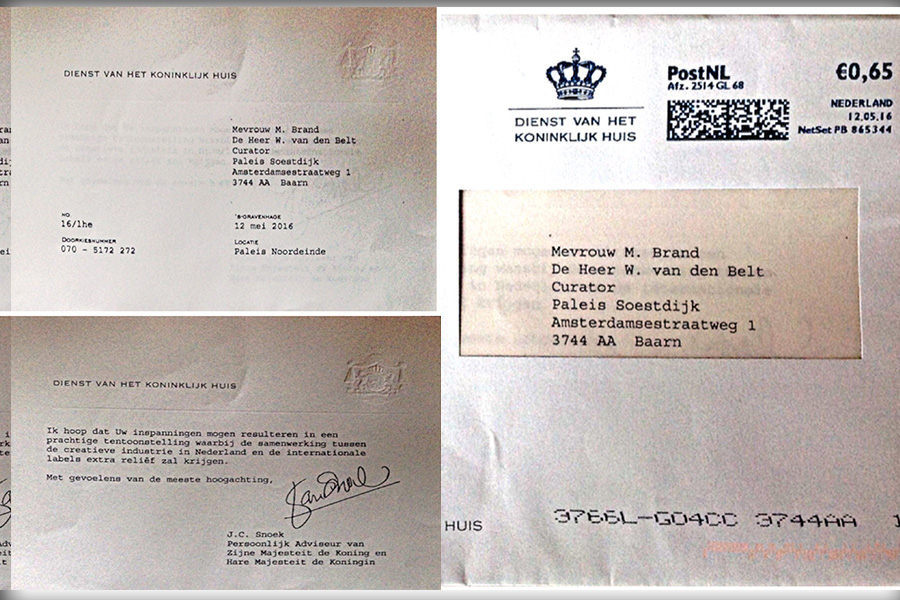 DIENST VAN HET KONINKLIJK HUIS
Mevrouw M. Brand
De Heer W. van den Belt
Curator
Paleis Soestdijk
Amsterdamsestraatweg 1
3744 AA Baarn
NO.
16/lhe
'S-GRAVENHAGE
12 mei 2016
DOORKIESNUMMER
070 - 5172 272
LOCATIE
Paleis Noordeinde
DIENST VAN HET KONINKLIJK HUIS
Ik hoop dat Uw inspanningen mogen resulteren in een
prachtige tentoonstelling waarbij de samenwerking tussen
de creatieve industrie in Nederland en de internationale
labels extra reliëf zal krijgen.
Met gevoelens van de meeste hoogachting,
J.C. Snoek
Persoonlijk Adviseur van
Zijne Majesteit de Koning en
Hare Majesteit de Koningin
DIENST VAN HET
KONINKLIJK HUIS
PostNL
Afz. 2514 GL 68
€0,65
NEDERLAND
12.05.16
NetSet PB 865344
Mevrouw M. Brand
De Heer W. van den Belt
Curator
Paleis Soestdijk
Amsterdamsestraatweg 1
3744 AA Baarn
HUIS
3766L-G04CC 3744AA 1